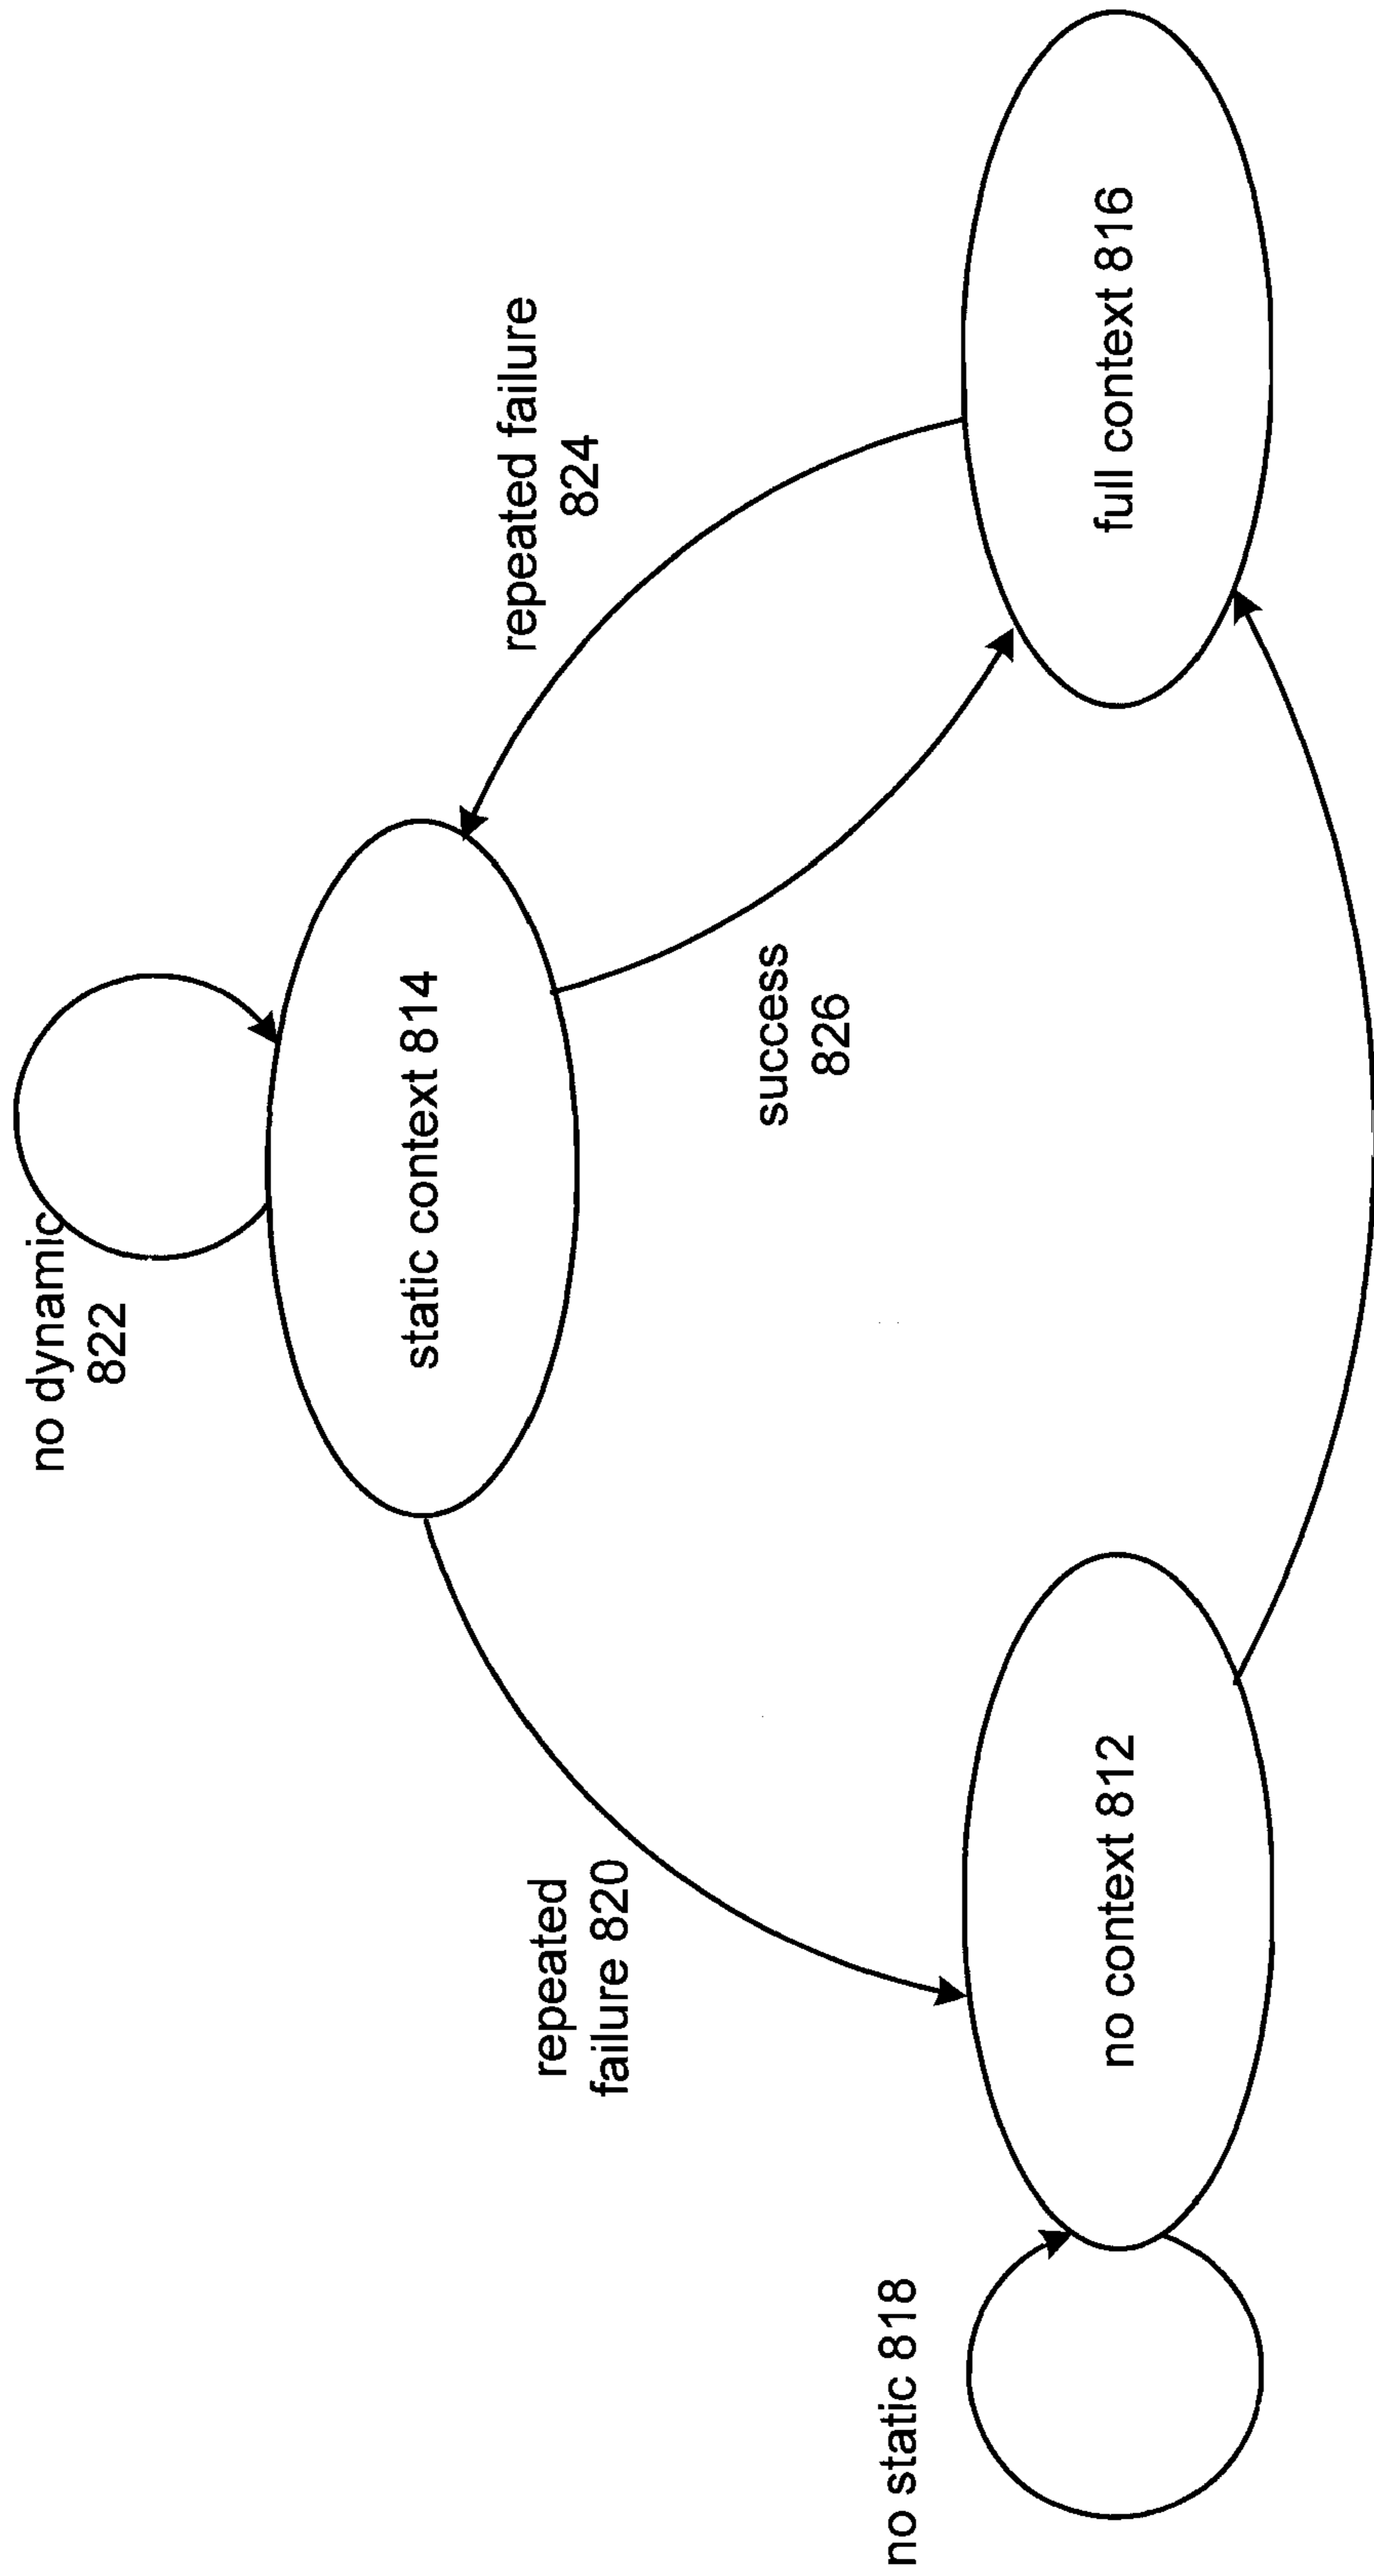 no dynamic
822
static context 814
repeated failure
824
success
826
repeated
failure 820
no static 818
no context 812
full context 816